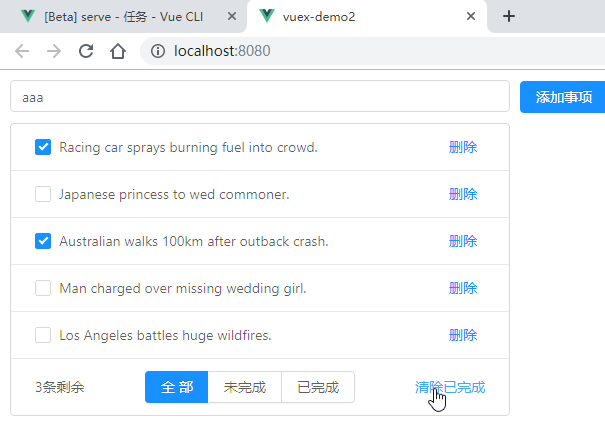 [Beta] serve - 任务 - Vue CLI
vuex-demo2
localhost:8080
aaa
添加事项
Racing car sprays burning fuel into crowd. 删除
Japanese princess to wed commoner. 删除
Australian walks 100km after outback crash. 删除
Man charged over missing wedding girl. 删除
Los Angeles battles huge wildfires. 删除
3条剩余 全 部 未完成 已完成 清除已完成